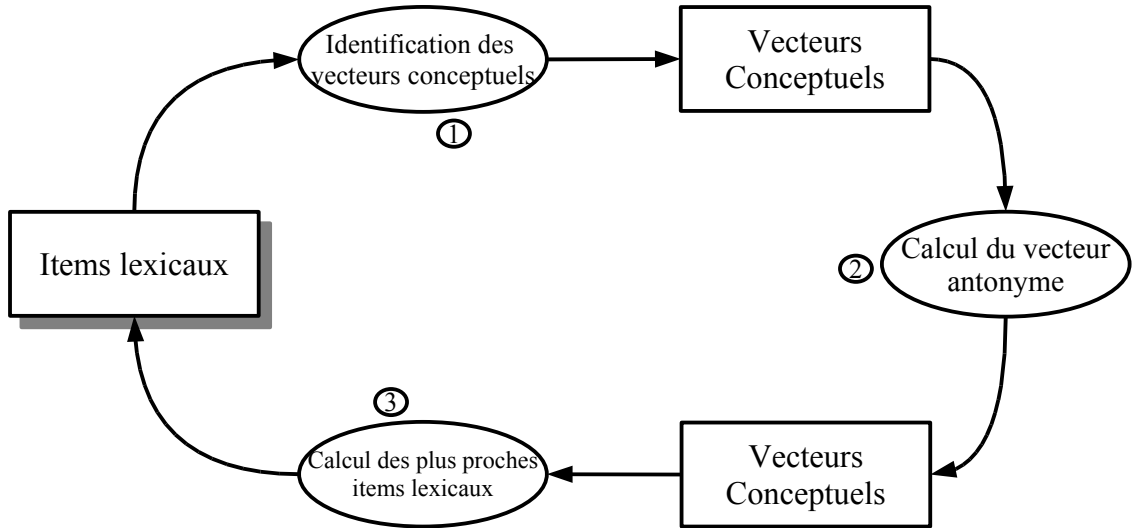 Identification des
vecteurs conceptuels
1
Vecteurs
Conceptuels
Items lexicaux
2
Calcul du vecteur
antonyme
3
Calcul des plus proches
items lexicaux
Vecteurs
Conceptuels